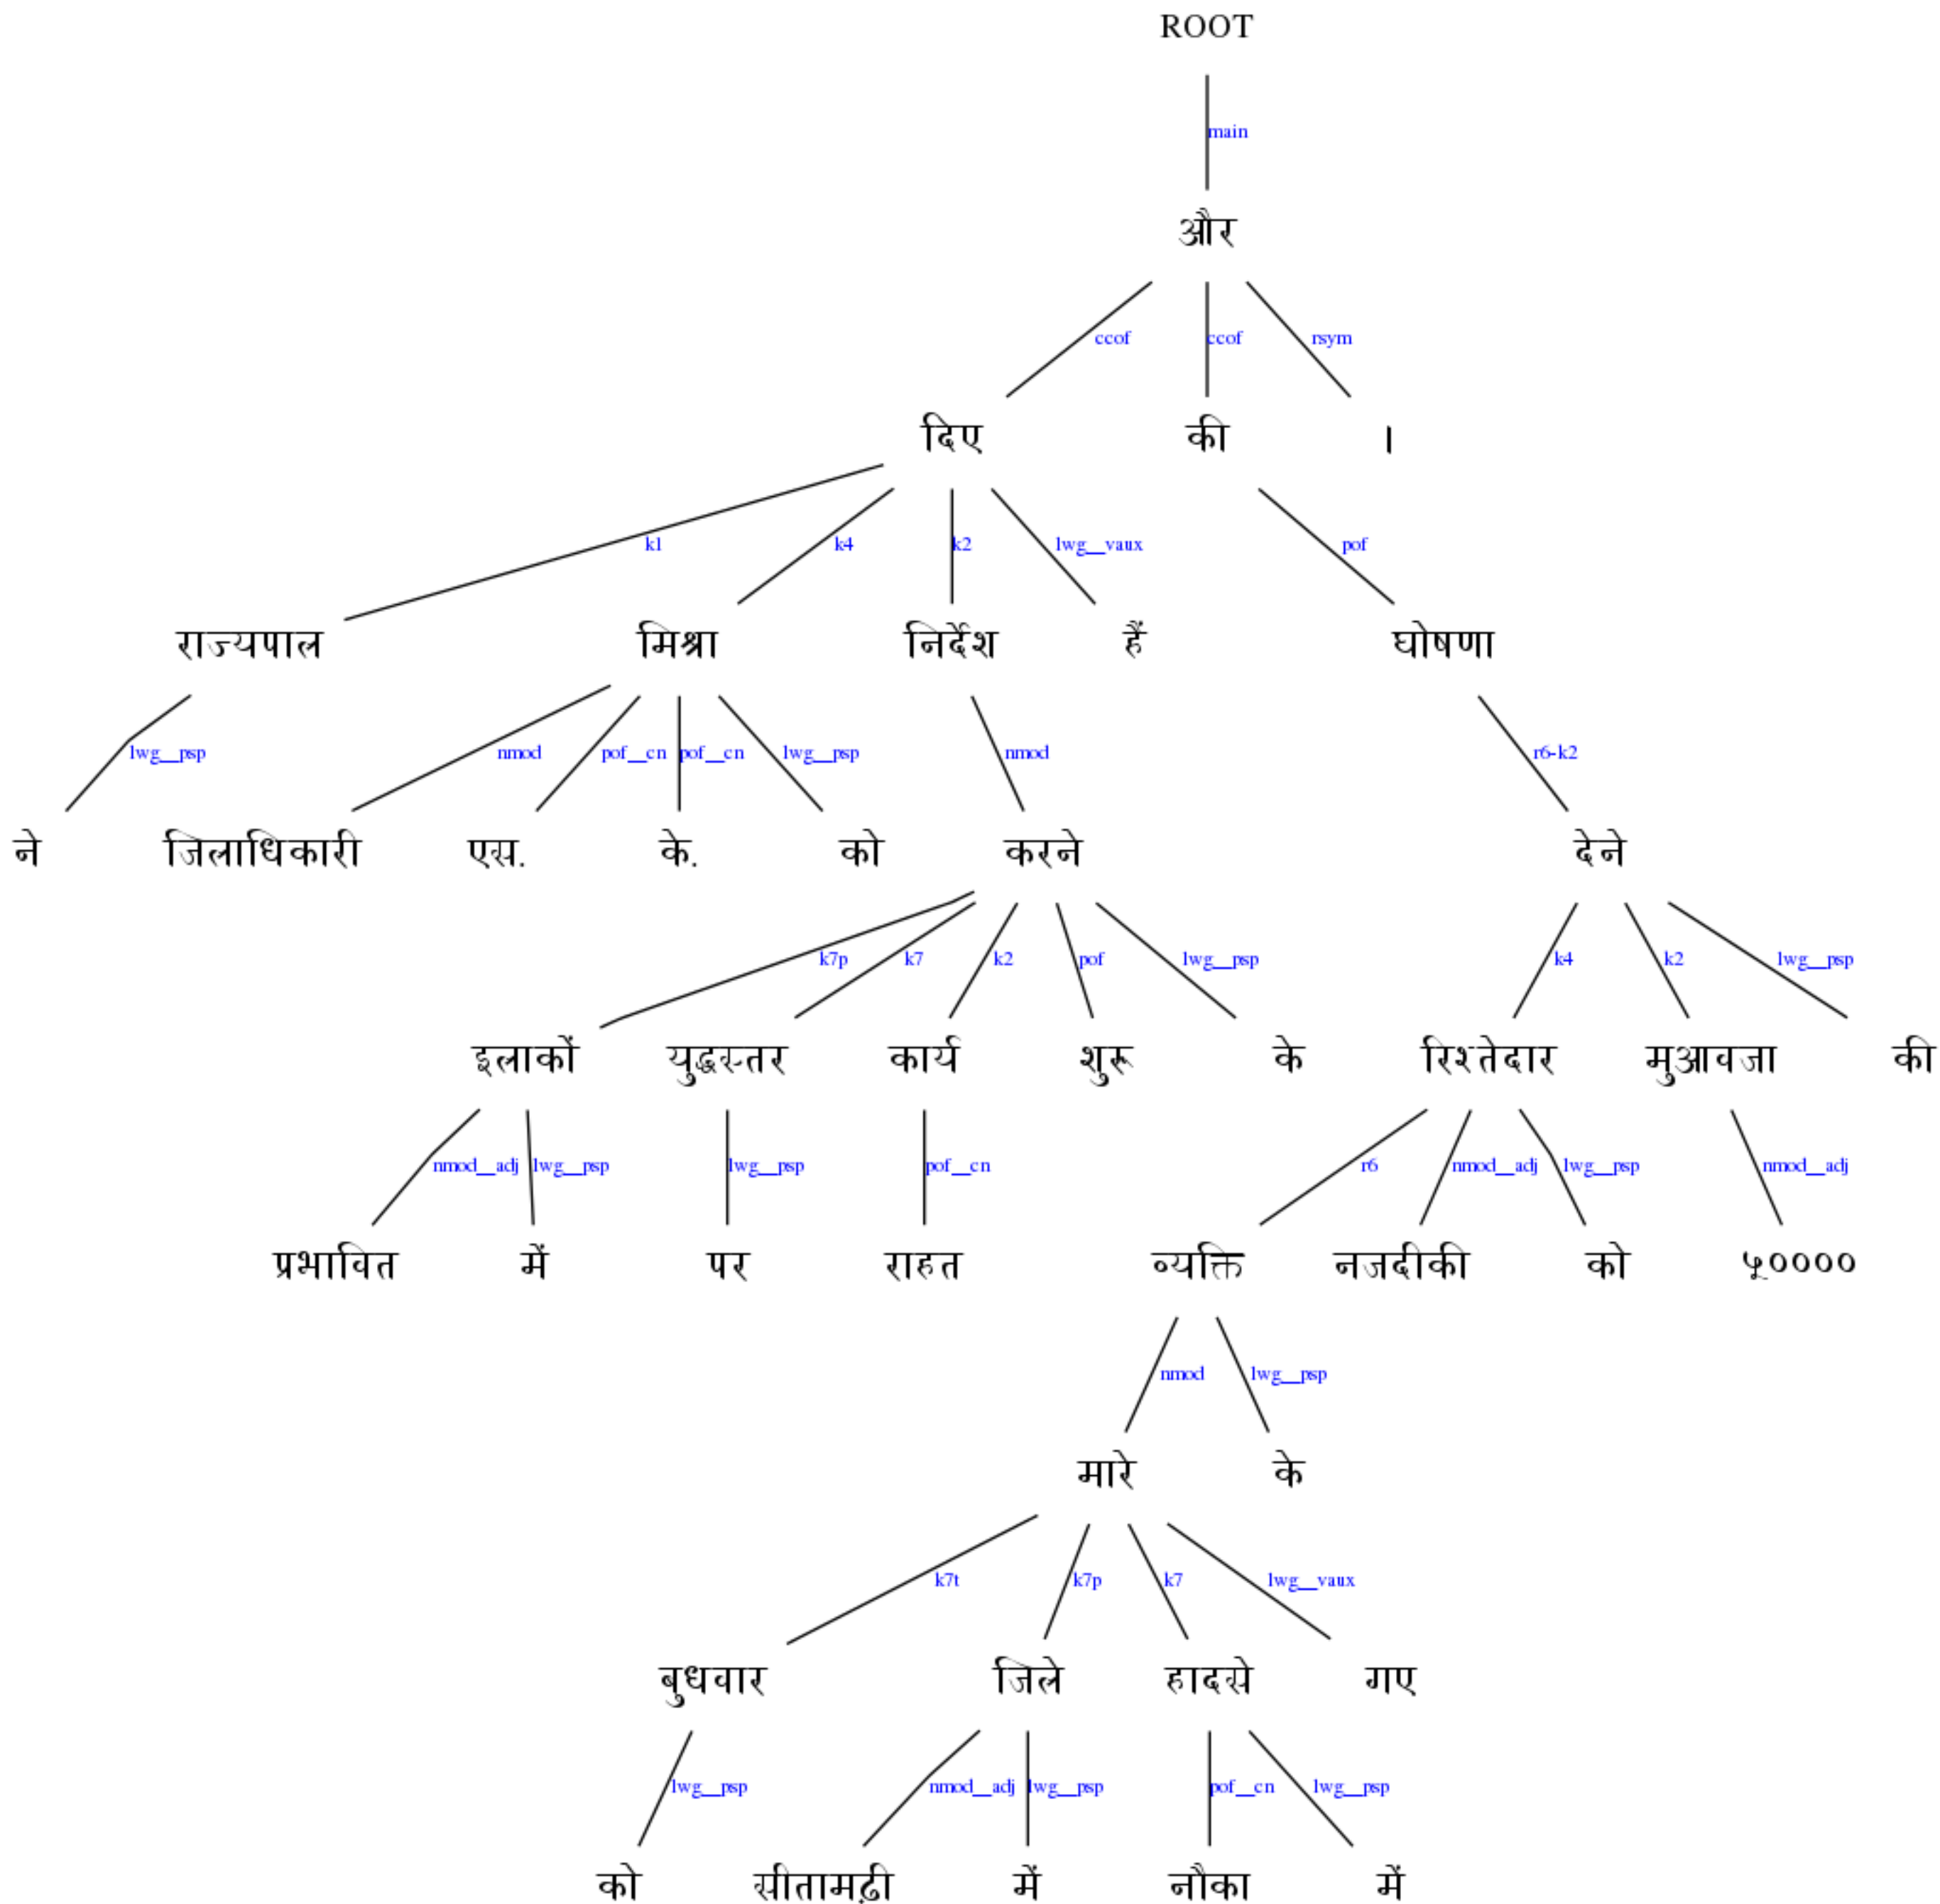 ROOT
main
और
ccof ccof rsym
दिए की ।
k1 k4 k2 lwg__vaux pof
राज्यपाल मिश्रा निर्देश हैं घोषणा
lwg__psp nmod pof__cn pof__cn lwg__psp nmod r6-k2
ने जिलाधिकारी एस. के. को करने देने
k7p k7 k2 pof lwg__psp k4 k2 lwg__psp
इलाकों युद्धस्तर कार्य शुरू के रिश्तेदार मुआवजा की
nmod__adj lwg__psp lwg__psp pof__cn r6 nmod__adj lwg__psp nmod__adj
प्रभावित में पर राहत व्यक्ति नजदीकी को ५००००
nmod lwg__psp
मारे के
k7t k7p k7 lwg__vaux
बुधवार जिले हादसे गए
lwg__psp nmod__adj lwg__psp pof__cn lwg__psp
को सीतामढ़ी में नौका में